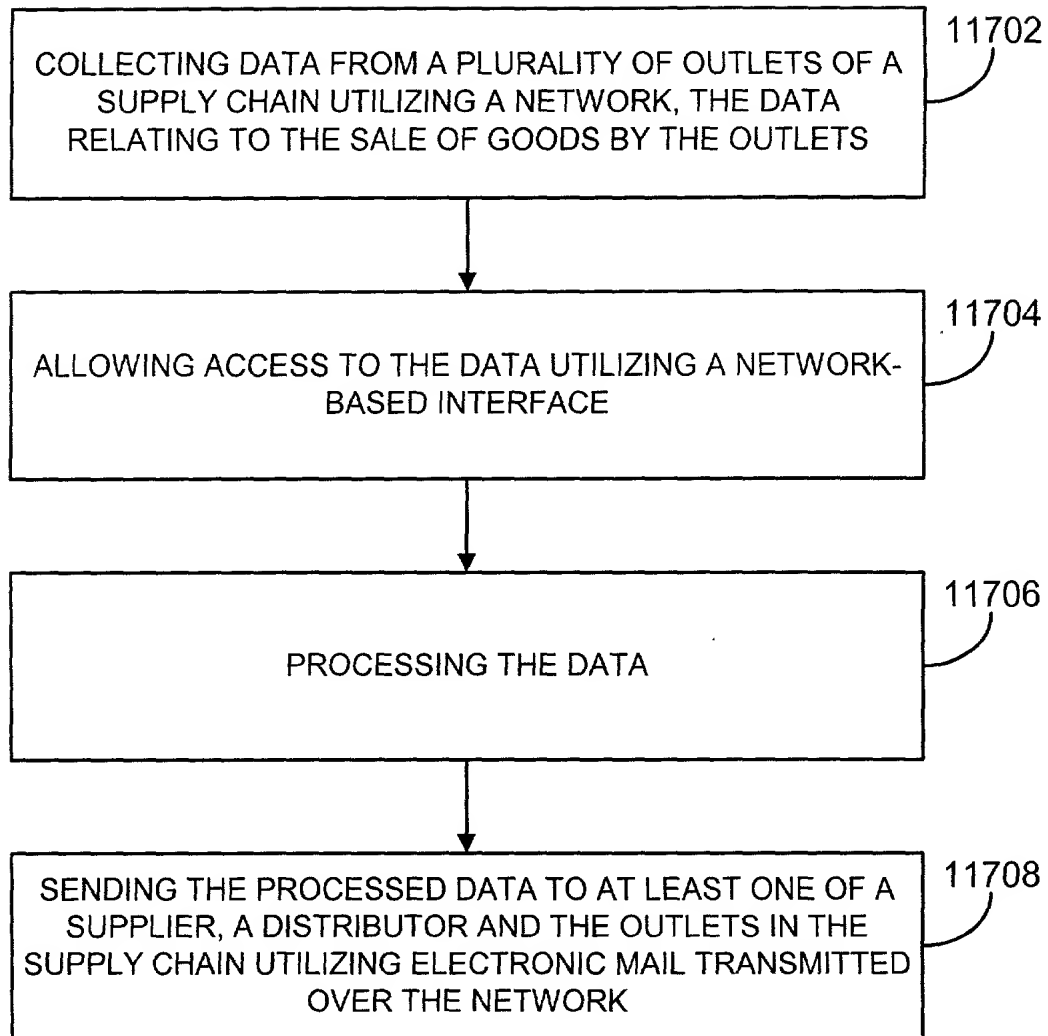 11702
COLLECTING DATA FROM A PLURALITY OF OUTLETS OF A
SUPPLY CHAIN UTILIZING A NETWORK, THE DATA
RELATING TO THE SALE OF GOODS BY THE OUTLETS
11704
ALLOWING ACCESS TO THE DATA UTILIZING A NETWORK-
BASED INTERFACE
11706
PROCESSING THE DATA
11708
SENDING THE PROCESSED DATA TO AT LEAST ONE OF A
SUPPLIER, A DISTRIBUTOR AND THE OUTLETS IN THE
SUPPLY CHAIN UTILIZING ELECTRONIC MAIL TRANSMITTED
OVER THE NETWORK